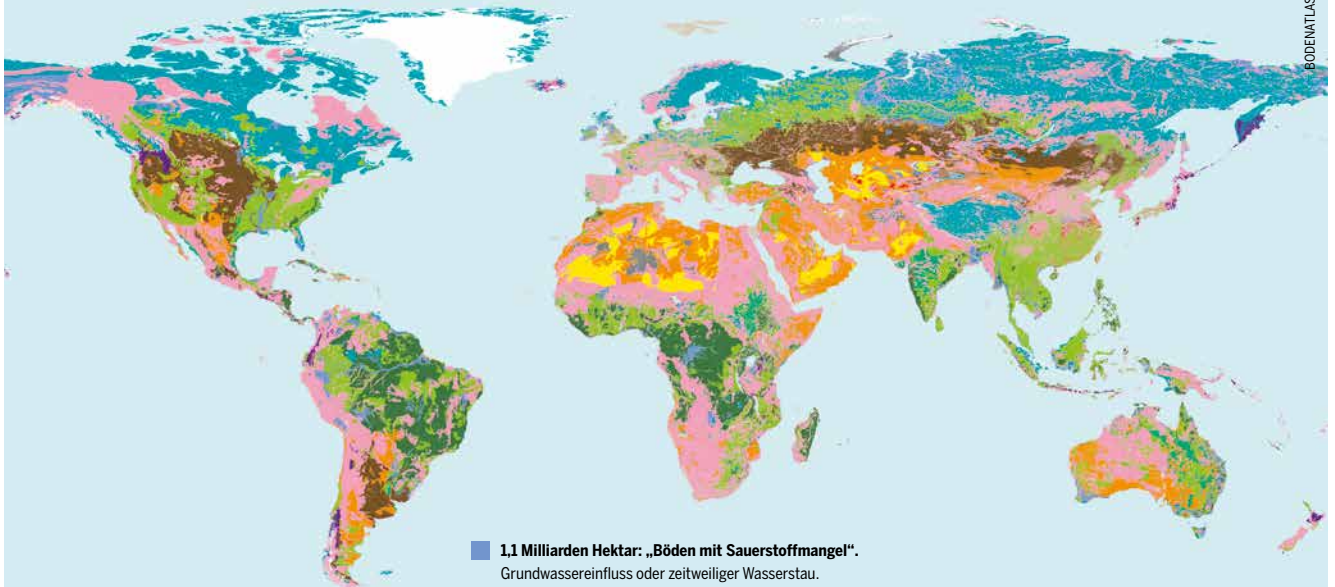 BODENATLAS
1,1 Milliarden Hektar: „Böden mit Sauerstoffmangel“.
Grundwassereinfluss oder zeitweiliger Wasserstau.